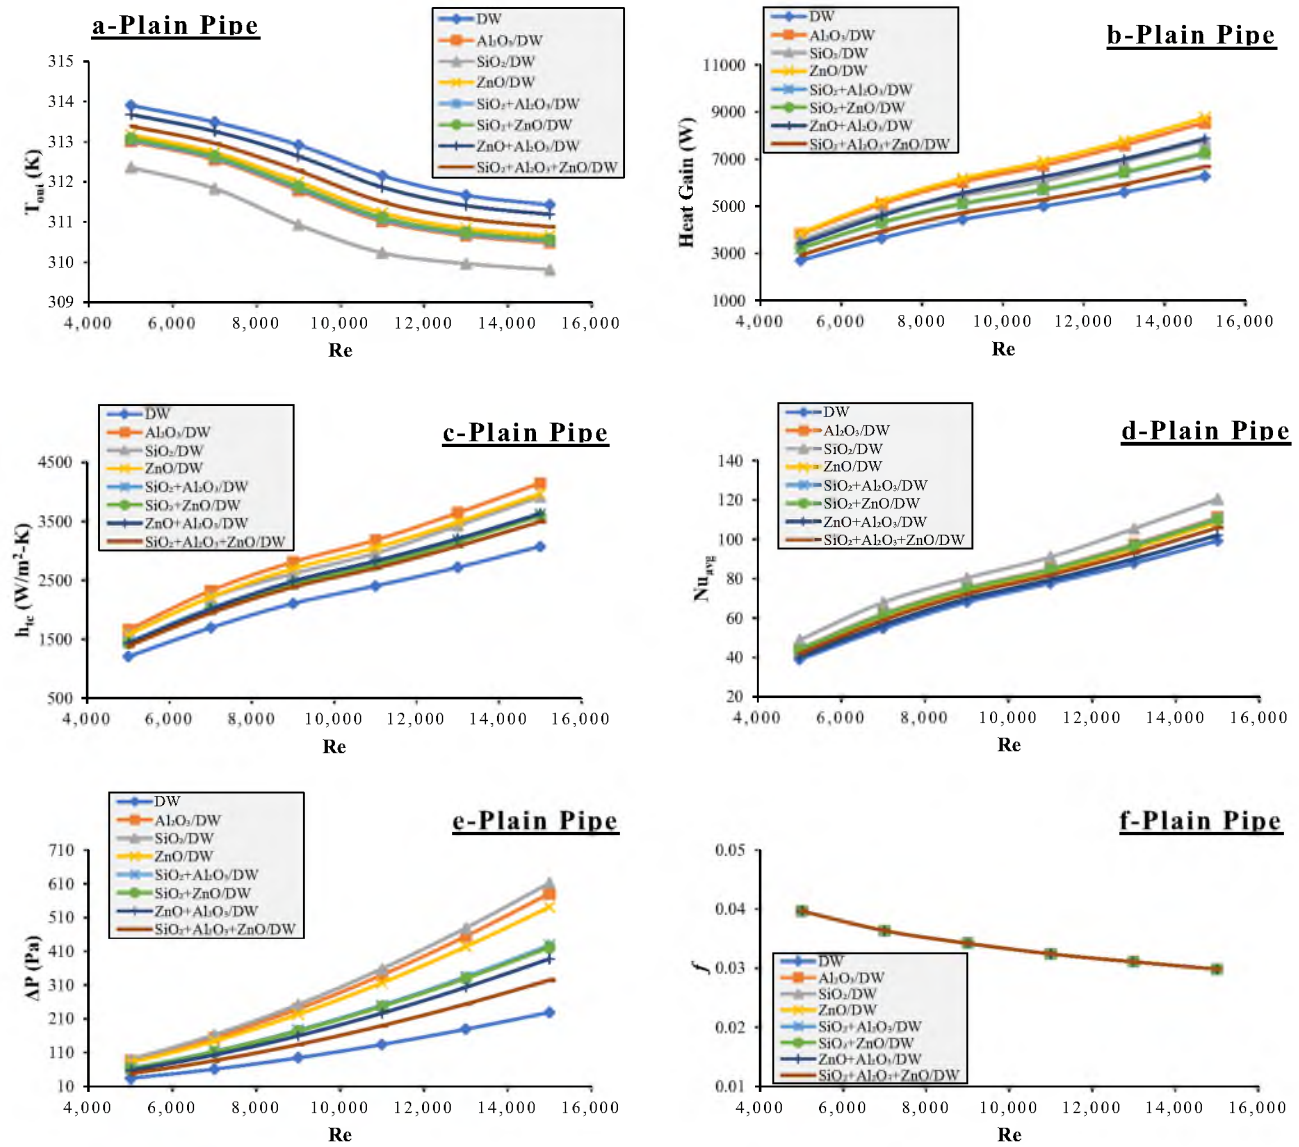 a-Plain Pipe
DW
Al₂O₃/DW
SiO₂/DW
ZnO/DW
SiO₂+Al₂O₃/DW
SiO₂+ZnO/DW
ZnO+Al₂O₃/DW
SiO₂+Al₂O₃+ZnO/DW
315
314
313
312
311
310
309
Tout (K)
4,000 6,000 8,000 10,000 12,000 14,000 16,000
Re
b-Plain Pipe
DW
Al₂O₃/DW
SiO₂/DW
ZnO/DW
SiO₂+Al₂O₃/DW
SiO₂+ZnO/DW
ZnO+Al₂O₃/DW
SiO₂+Al₂O₃+ZnO/DW
11000
9000
7000
5000
3000
1000
Heat Gain (W)
4,000 6,000 8,000 10,000 12,000 14,000 16,000
Re
c-Plain Pipe
DW
Al₂O₃/DW
SiO₂/DW
ZnO/DW
SiO₂+Al₂O₃/DW
SiO₂+ZnO/DW
ZnO+Al₂O₃/DW
SiO₂+Al₂O₃+ZnO/DW
4500
3500
2500
1500
500
htc (W/m²-K)
4,000 6,000 8,000 10,000 12,000 14,000 16,000
Re
d-Plain Pipe
DW
Al₂O₃/DW
SiO₂/DW
ZnO/DW
SiO₂+Al₂O₃/DW
SiO₂+ZnO/DW
ZnO+Al₂O₃/DW
SiO₂+Al₂O₃+ZnO/DW
140
120
100
80
60
40
20
Nuavg
4,000 6,000 8,000 10,000 12,000 14,000 16,000
Re
e-Plain Pipe
DW
Al₂O₃/DW
SiO₂/DW
ZnO/DW
SiO₂+Al₂O₃/DW
SiO₂+ZnO/DW
ZnO+Al₂O₃/DW
SiO₂+Al₂O₃+ZnO/DW
710
610
510
410
310
210
110
10
ΔP (Pa)
4,000 6,000 8,000 10,000 12,000 14,000 16,000
Re
f-Plain Pipe
DW
Al₂O₃/DW
SiO₂/DW
ZnO/DW
SiO₂+Al₂O₃/DW
SiO₂+ZnO/DW
ZnO+Al₂O₃/DW
SiO₂+Al₂O₃+ZnO/DW
0.05
0.04
0.03
0.02
0.01
f
4,000 6,000 8,000 10,000 12,000 14,000 16,000
Re